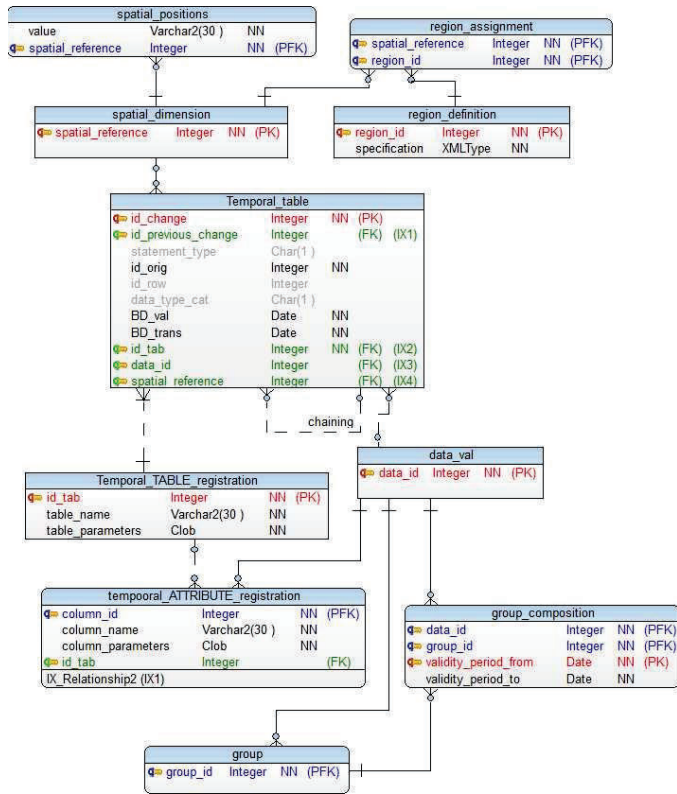 spatial_positions
value Varchar2(30 ) NN
spatial_reference Integer NN (PFK)
region_assignment
spatial_reference Integer NN (PFK)
region_id Integer NN (PFK)
spatial_dimension
spatial_reference Integer NN (PK)
region_definition
region_id Integer NN (PK)
specification XMLType NN
Temporal_table
id_change Integer NN (PK)
id_previous_change Integer (FK) (IX1)
statement_type Char(1 )
id_orig Integer NN
id_row Integer
data_type_cat Char(1 )
BD_val Date NN
BD_trans Date NN
id_tab Integer NN (FK) (IX2)
data_id Integer (FK) (IX3)
spatial_reference Integer (FK) (IX4)
chaining
data_val
data_id Integer NN (PK)
Temporal_TABLE_registration
id_tab Integer NN (PK)
table_name Varchar2(30 ) NN
table_parameters Clob NN
tempooral_ATTRIBUTE_registration
column_id Integer NN (PFK)
column_name Varchar2(30 ) NN
column_parameters Clob NN
id_tab Integer (FK)
IX_Relationship2 (IX1)
group_composition
data_id Integer NN (PFK)
group_id Integer NN (PFK)
validity_period_from Date NN (PK)
validity_period_to Date NN
group
group_id Integer NN (PFK)